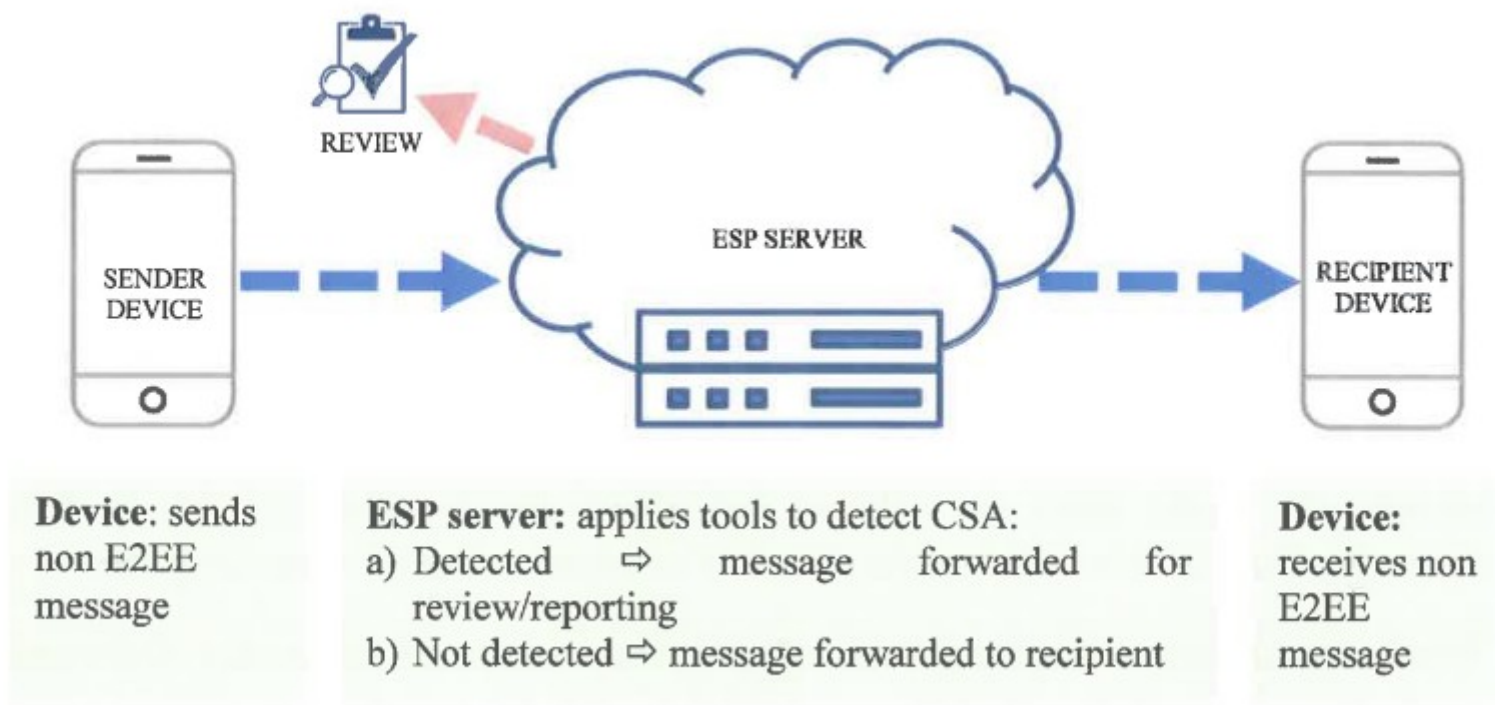 REVIEW
ESP SERVER
SENDER
DEVICE
RECIPIENT
DEVICE
Device: sends
non E2EE
message
ESP server: applies tools to detect CSA:
a) Detected ⇨ message forwarded for
review/reporting
b) Not detected ⇨ message forwarded to recipient
Device:
receives non
E2EE
message